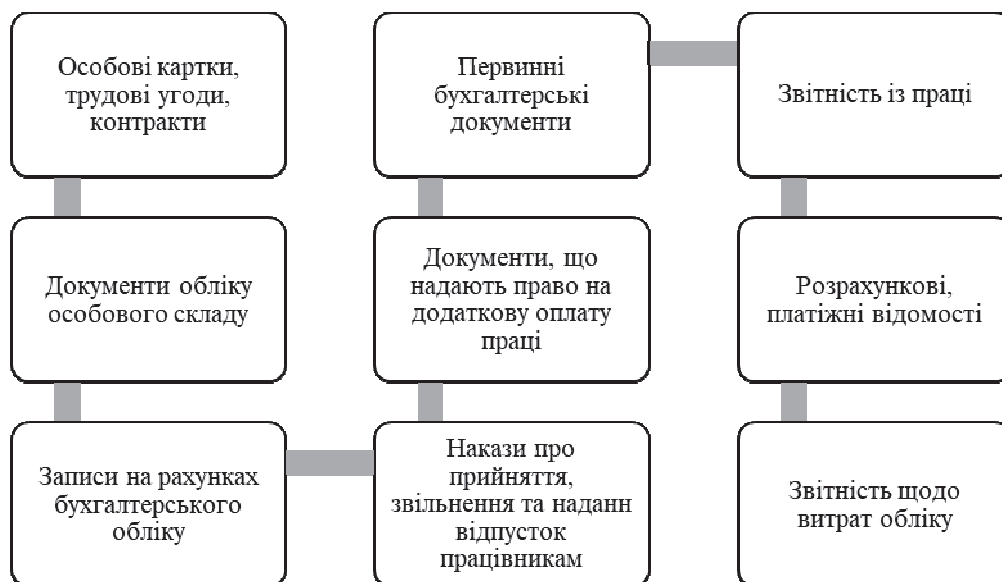 Особові картки,
трудові угоди,
контракти
Документи обліку
особового складу
Записи на рахунках
бухгалтерського
обліку
Накази про
прийняття,
звільнення та наданн
відпусток
працівникам
Документи, що
надають право на
додаткову оплату
праці
Первинні
бухгалтерські
документи
Звітність із праці
Розрахункові,
платіжні відомості
Звітність щодо
витрат обліку